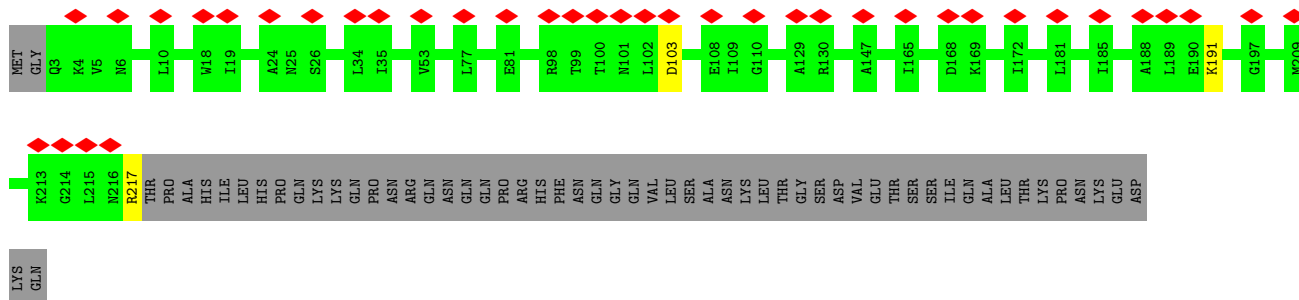 MET GLY Q3 K4 V5 N6 L10 W18 I19 A24 N25 S26 L34 I35 V53 L77 E81 R98 T99 T100 N101 L102 D103 E108 I109 G110 A129 R130 A147 I165 D168 K169 I172 L181 I185 A188 L189 E190 K191 G197 M209
K213 G214 L215 N216 R217 THR PRO ALA HIS ILE LEU HIS PRO GLN LYS LYS GLN PRO ASN ARG GLN ASN GLN GLN PRO ARG HIS PHE ASN GLN GLY GLN VAL LEU SER ALA ASN LYS LEU THR GLY SER ASP VAL GLU THR SER SER ILE GLN ALA LEU THR LYS PRO ASN LYS GLU ASP
LYS GLN